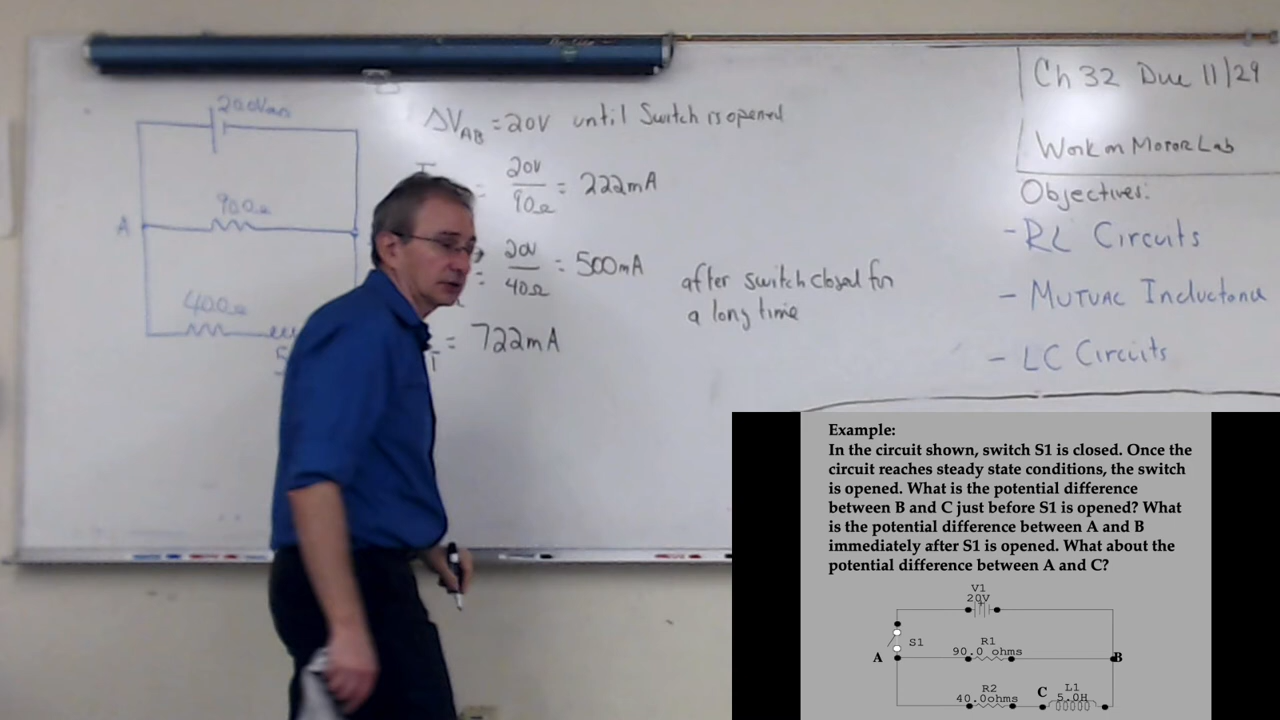 ΔV_AB = 20V until Switch is opened
= 20V/90Ω = 222mA
= 20V/40Ω = 500mA
after switch closed for
a long time
T = 722mA
A
Ch 32 Due 11/29
Work on Motor Lab
Objectives:
- RL Circuits
- Mutual Inductance
- LC Circuits
Example:
In the circuit shown, switch S1 is closed. Once the
circuit reaches steady state conditions, the switch
is opened. What is the potential difference
between B and C just before S1 is opened? What
is the potential difference between A and B
immediately after S1 is opened. What about the
potential difference between A and C?
V1
20V
S1
R1
90.0 ohms
A
B
R2
40.0ohms
C
L1
5.0H